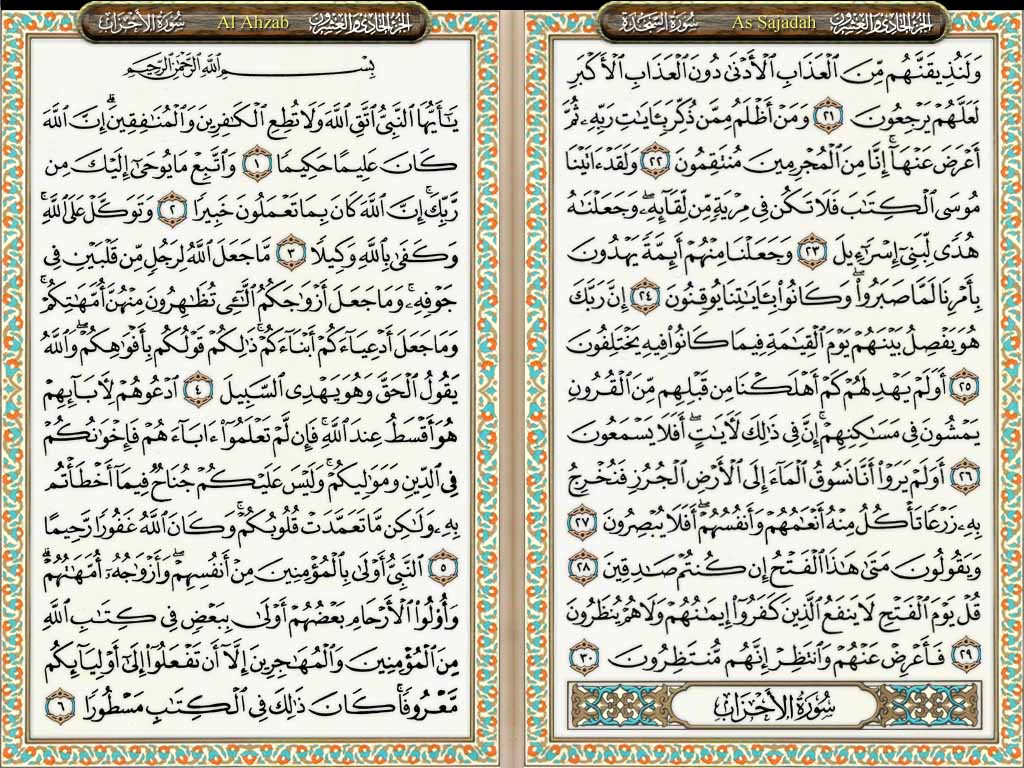 الجزء الحادي والعشرون
As Sajadah
سورة السجدة
وَلَنُذِيقَنَّهُم مِّنَ ٱلْعَذَابِ ٱلْأَدْنَىٰ دُونَ ٱلْعَذَابِ ٱلْأَكْبَرِ
لَعَلَّهُمْ يَرْجِعُونَ ٢١ وَمَنْ أَظْلَمُ مِمَّن ذُكِّرَ بِـَٔايَـٰتِ رَبِّهِۦ ثُمَّ
أَعْرَضَ عَنْهَآ ۚ إِنَّا مِنَ ٱلْمُجْرِمِينَ مُنتَقِمُونَ ٢٢ وَلَقَدْ ءَاتَيْنَا
مُوسَى ٱلْكِتَـٰبَ فَلَا تَكُن فِى مِرْيَةٍ مِّن لِّقَآئِهِۦ ۖ وَجَعَلْنَـٰهُ
هُدًى لِّبَنِىٓ إِسْرَٰٓءِيلَ ٢٣ وَجَعَلْنَا مِنْهُمْ أَئِمَّةً يَهْدُونَ
بِأَمْرِنَا لَمَّا صَبَرُوا۟ ۖ وَكَانُوا۟ بِـَٔايَـٰتِنَا يُوقِنُونَ ٢٤ إِنَّ رَبَّكَ
هُوَ يَفْصِلُ بَيْنَهُمْ يَوْمَ ٱلْقِيَـٰمَةِ فِيمَا كَانُوا۟ فِيهِ يَخْتَلِفُونَ
٢٥ أَوَلَمْ يَهْدِ لَهُمْ كَمْ أَهْلَكْنَا مِن قَبْلِهِم مِّنَ ٱلْقُرُونِ
يَمْشُونَ فِى مَسَـٰكِنِهِمْ ۚ إِنَّ فِى ذَٰلِكَ لَـَٔايَـٰتٍ ۖ أَفَلَا يَسْمَعُونَ
٢٦ أَوَلَمْ يَرَوْا۟ أَنَّا نَسُوقُ ٱلْمَآءَ إِلَى ٱلْأَرْضِ ٱلْجُرُزِ فَنُخْرِجُ
بِهِۦ زَرْعًا تَأْكُلُ مِنْهُ أَنْعَـٰمُهُمْ وَأَنفُسُهُمْ ۖ أَفَلَا يُبْصِرُونَ ٢٧
وَيَقُولُونَ مَتَىٰ هَـٰذَا ٱلْفَتْحُ إِن كُنتُمْ صَـٰدِقِينَ ٢٨
قُلْ يَوْمَ ٱلْفَتْحِ لَا يَنفَعُ ٱلَّذِينَ كَفَرُوٓا۟ إِيمَـٰنُهُمْ وَلَا هُمْ يُنظَرُونَ
٢٩ فَأَعْرِضْ عَنْهُمْ وَٱنتَظِرْ إِنَّهُم مُّنتَظِرُونَ ٣٠
سورة الأحزاب
الجزء الحادي والعشرون
Al Ahzab
سورة الأحزاب
بِسْمِ ٱللَّهِ ٱلرَّحْمَـٰنِ ٱلرَّحِيمِ
يَـٰٓأَيُّهَا ٱلنَّبِىُّ ٱتَّقِ ٱللَّهَ وَلَا تُطِعِ ٱلْكَـٰفِرِينَ وَٱلْمُنَـٰفِقِينَ ۗ إِنَّ ٱللَّهَ
كَانَ عَلِيمًا حَكِيمًا ١ وَٱتَّبِعْ مَا يُوحَىٰٓ إِلَيْكَ مِن
رَّبِّكَ ۚ إِنَّ ٱللَّهَ كَانَ بِمَا تَعْمَلُونَ خَبِيرًا ٢ وَتَوَكَّلْ عَلَى ٱللَّهِ ۚ
وَكَفَىٰ بِٱللَّهِ وَكِيلًا ٣ مَّا جَعَلَ ٱللَّهُ لِرَجُلٍ مِّن قَلْبَيْنِ فِى
جَوْفِهِۦ ۚ وَمَا جَعَلَ أَزْوَٰجَكُمُ ٱلَّـٰٓـِٔى تُظَـٰهِرُونَ مِنْهُنَّ أُمَّهَـٰتِكُمْ ۚ
وَمَا جَعَلَ أَدْعِيَآءَكُمْ أَبْنَآءَكُمْ ۚ ذَٰلِكُمْ قَوْلُكُم بِأَفْوَٰهِكُمْ ۖ وَٱللَّهُ
يَقُولُ ٱلْحَقَّ وَهُوَ يَهْدِى ٱلسَّبِيلَ ٤ ٱدْعُوهُمْ لِـَٔابَآئِهِمْ
هُوَ أَقْسَطُ عِندَ ٱللَّهِ ۚ فَإِن لَّمْ تَعْلَمُوٓا۟ ءَابَآءَهُمْ فَإِخْوَٰنُكُمْ
فِى ٱلدِّينِ وَمَوَٰلِيكُمْ ۚ وَلَيْسَ عَلَيْكُمْ جُنَاحٌ فِيمَآ أَخْطَأْتُم
بِهِۦ وَلَـٰكِن مَّا تَعَمَّدَتْ قُلُوبُكُمْ ۚ وَكَانَ ٱللَّهُ غَفُورًا رَّحِيمًا
٥ ٱلنَّبِىُّ أَوْلَىٰ بِٱلْمُؤْمِنِينَ مِنْ أَنفُسِهِمْ ۖ وَأَزْوَٰجُهُۥٓ أُمَّهَـٰتُهُمْ ۗ
وَأُو۟لُوا۟ ٱلْأَرْحَامِ بَعْضُهُمْ أَوْلَىٰ بِبَعْضٍ فِى كِتَـٰبِ ٱللَّهِ
مِنَ ٱلْمُؤْمِنِينَ وَٱلْمُهَـٰجِرِينَ إِلَّآ أَن تَفْعَلُوٓا۟ إِلَىٰٓ أَوْلِيَآئِكُم
مَّعْرُوفًا ۚ كَانَ ذَٰلِكَ فِى ٱلْكِتَـٰبِ مَسْطُورًا ٦